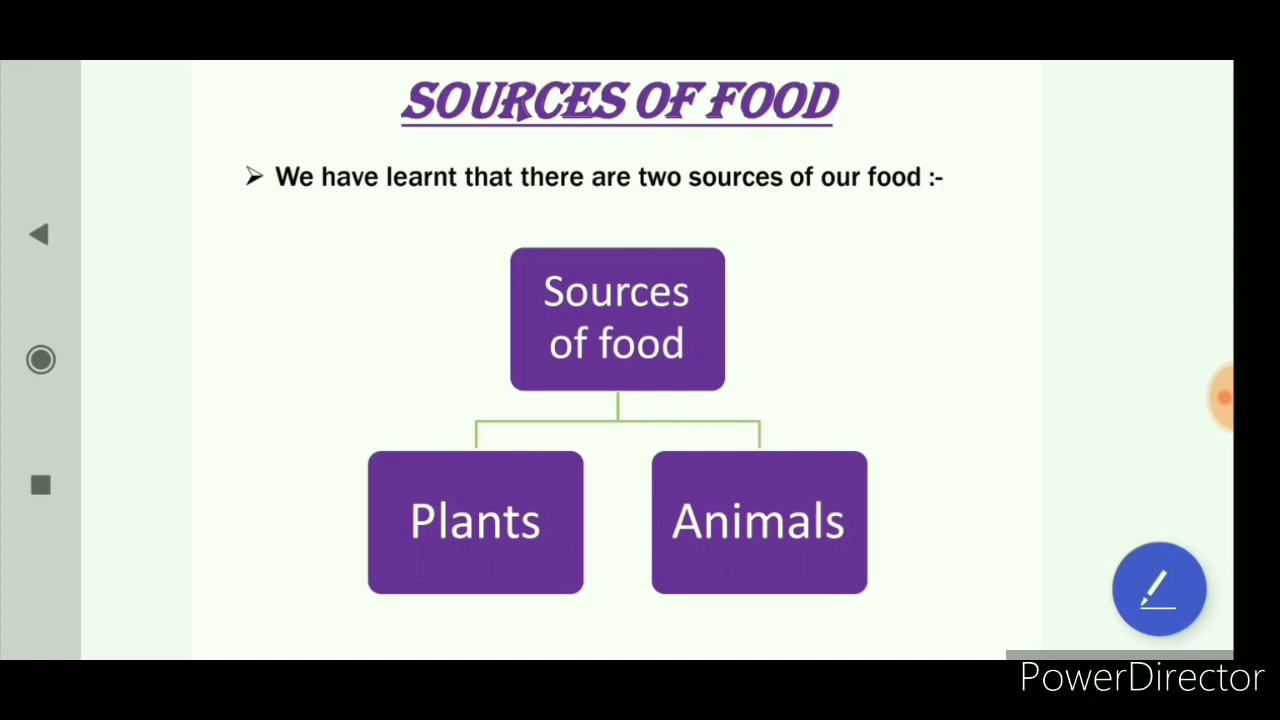 SOURCES OF FOOD
➢ We have learnt that there are two sources of our food :-
Sources
of food
Plants
Animals
PowerDirector